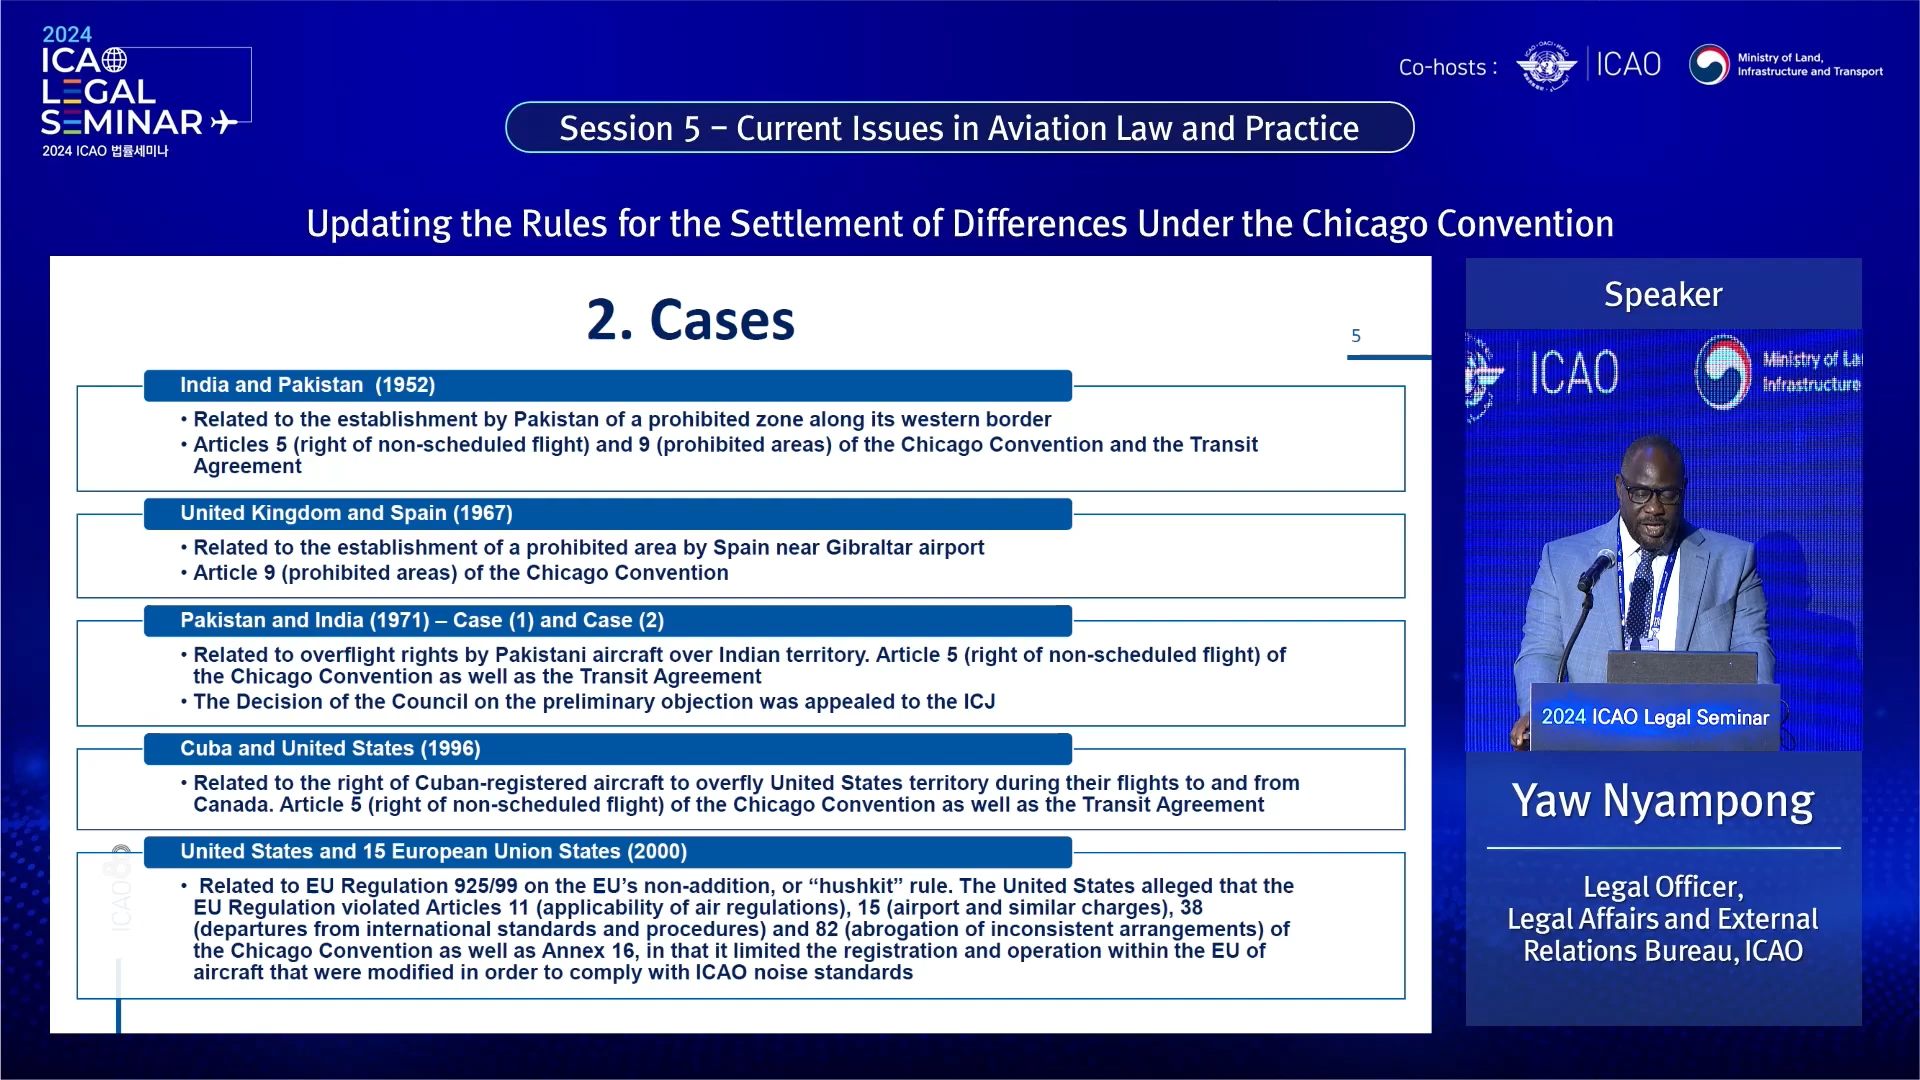 2024
ICAO
LEGAL
SEMINAR
2024 ICAO 법률세미나
Co-hosts :
ICAO
Ministry of Land,
Infrastructure and Transport
Session 5 – Current Issues in Aviation Law and Practice
Updating the Rules for the Settlement of Differences Under the Chicago Convention
2. Cases
5
India and Pakistan (1952)
• Related to the establishment by Pakistan of a prohibited zone along its western border
• Articles 5 (right of non-scheduled flight) and 9 (prohibited areas) of the Chicago Convention and the Transit
Agreement
United Kingdom and Spain (1967)
• Related to the establishment of a prohibited area by Spain near Gibraltar airport
• Article 9 (prohibited areas) of the Chicago Convention
Pakistan and India (1971) – Case (1) and Case (2)
• Related to overflight rights by Pakistani aircraft over Indian territory. Article 5 (right of non-scheduled flight) of
the Chicago Convention as well as the Transit Agreement
• The Decision of the Council on the preliminary objection was appealed to the ICJ
Cuba and United States (1996)
• Related to the right of Cuban-registered aircraft to overfly United States territory during their flights to and from
Canada. Article 5 (right of non-scheduled flight) of the Chicago Convention as well as the Transit Agreement
United States and 15 European Union States (2000)
• Related to EU Regulation 925/99 on the EU’s non-addition, or “hushkit” rule. The United States alleged that the
EU Regulation violated Articles 11 (applicability of air regulations), 15 (airport and similar charges), 38
(departures from international standards and procedures) and 82 (abrogation of inconsistent arrangements) of
the Chicago Convention as well as Annex 16, in that it limited the registration and operation within the EU of
aircraft that were modified in order to comply with ICAO noise standards
ICAO
Speaker
ICAO
Ministry of La
Infrastructure
2024 ICAO Legal Seminar
Yaw Nyampong
Legal Officer,
Legal Affairs and External
Relations Bureau, ICAO